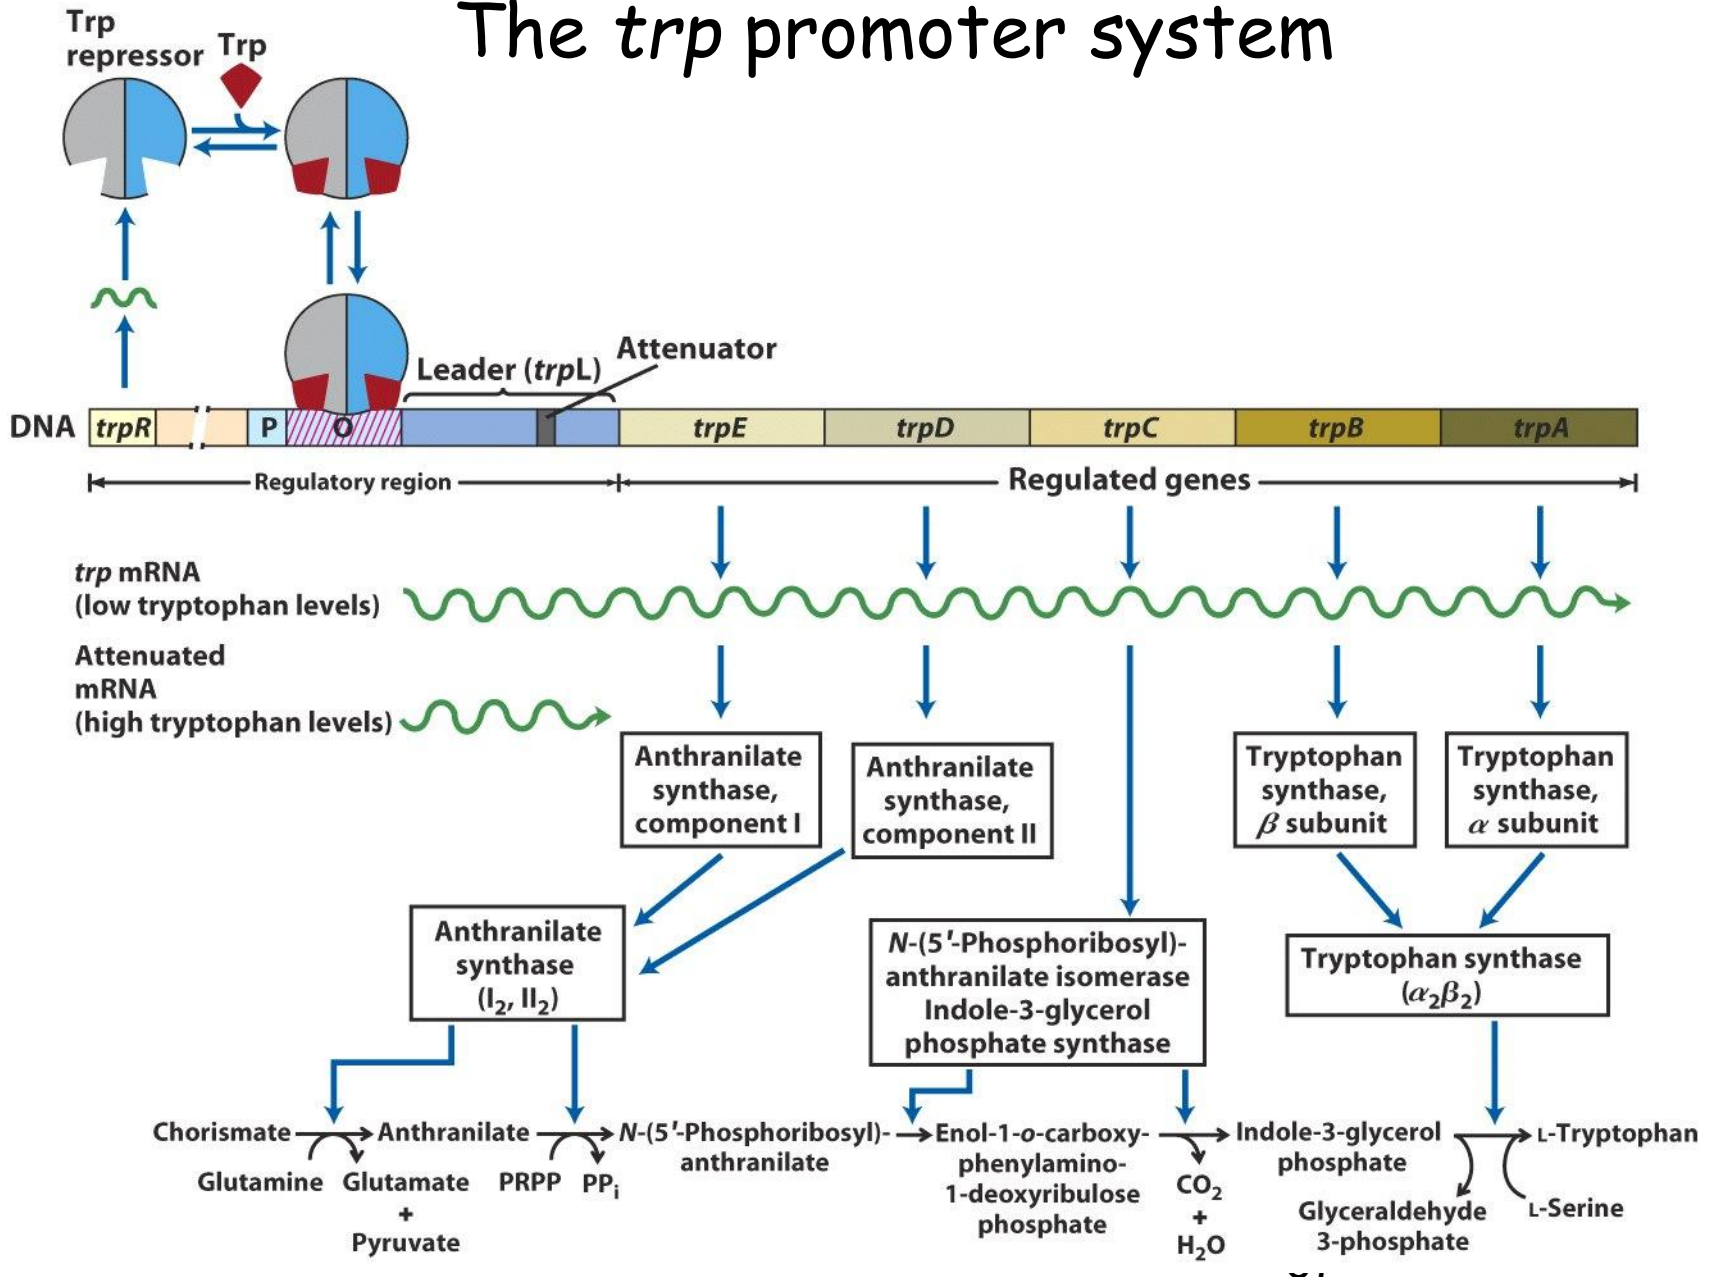 The trp promoter system
Trp
repressor
Trp
Leader (trpL)
Attenuator
DNA
trpR
P
O
trpE
trpD
trpC
trpB
trpA
Regulatory region
Regulated genes
trp mRNA
(low tryptophan levels)
Attenuated
mRNA
(high tryptophan levels)
Anthranilate
synthase,
component I
Anthranilate
synthase,
component II
Tryptophan
synthase,
β subunit
Tryptophan
synthase,
α subunit
Anthranilate
synthase
(I₂, II₂)
N-(5′-Phosphoribosyl)-
anthranilate isomerase
Indole-3-glycerol
phosphate synthase
Tryptophan synthase
(α₂β₂)
Chorismate
Glutamine
Glutamate
+
Pyruvate
Anthranilate
PRPP
PPᵢ
N-(5′-Phosphoribosyl)-
anthranilate
Enol-1-o-carboxy-
phenylamino-
1-deoxyribulose
phosphate
CO₂
+
H₂O
Indole-3-glycerol
phosphate
Glyceraldehyde
3-phosphate
L-Serine
L-Tryptophan